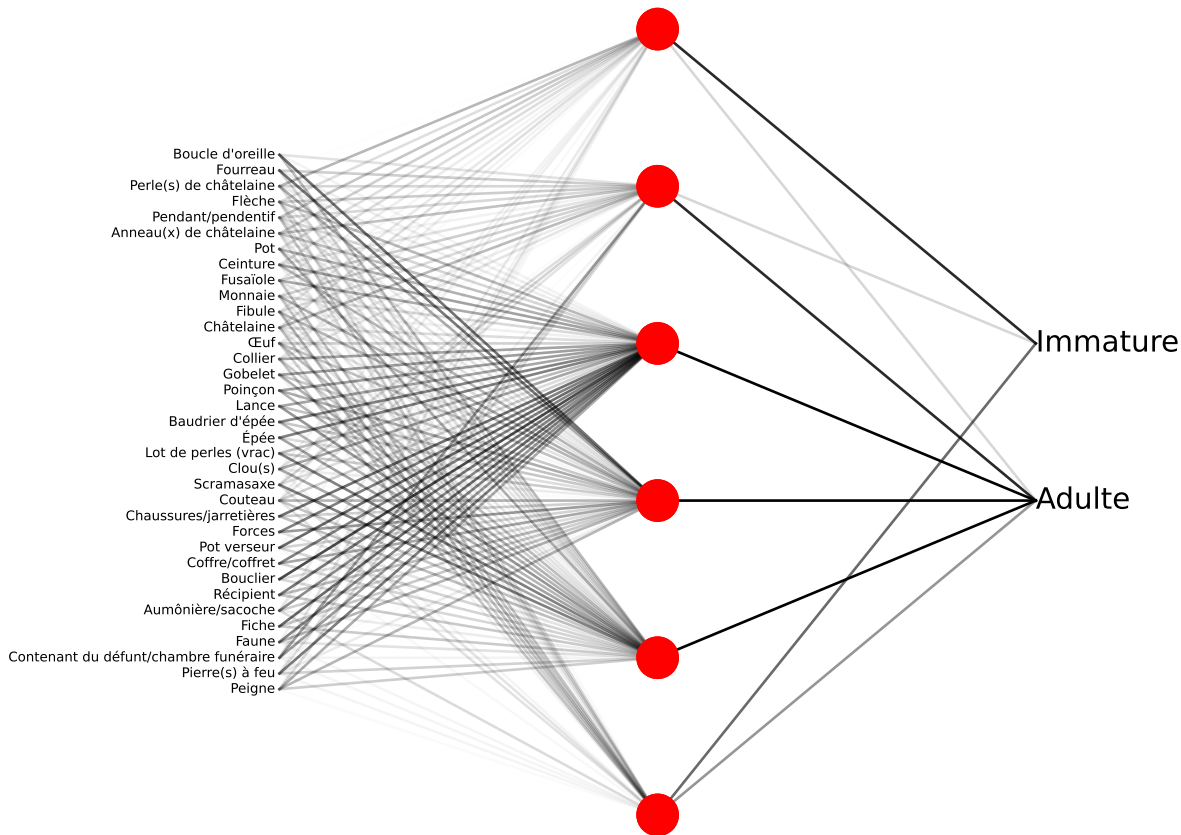 Boucle d'oreille
Fourreau
Perle(s) de châtelaine
Flèche
Pendant/pendentif
Anneau(x) de châtelaine
Pot
Ceinture
Fusaïole
Monnaie
Fibule
Châtelaine
Œuf
Collier
Gobelet
Poinçon
Lance
Baudrier d'épée
Épée
Lot de perles (vrac)
Clou(s)
Scramasaxe
Couteau
Chaussures/jarretières
Forces
Pot verseur
Coffre/coffret
Bouclier
Récipient
Aumônière/sacoche
Fiche
Faune
Contenant du défunt/chambre funéraire
Pierre(s) à feu
Peigne
Immature
Adulte